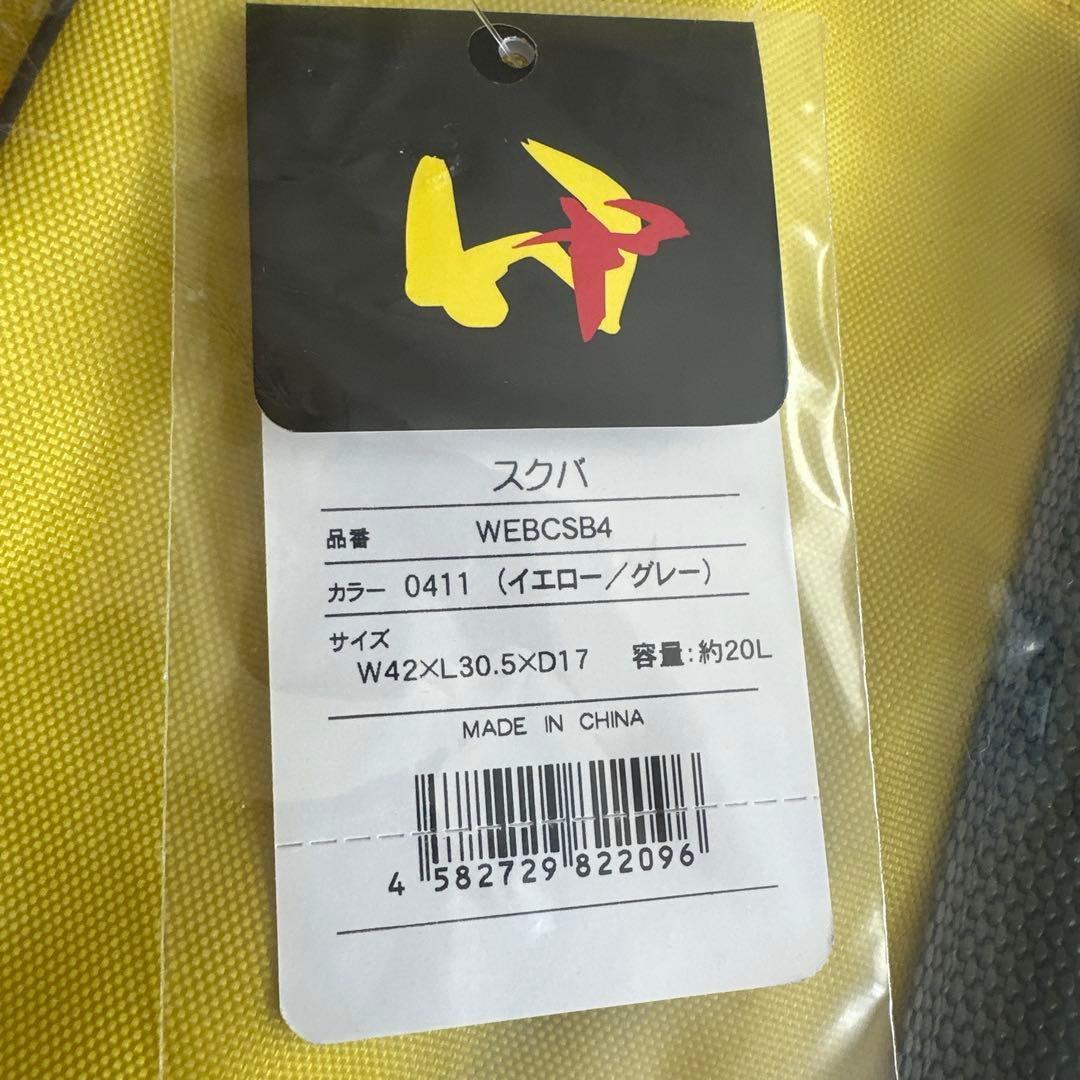 スクバ
品番 WEBCSB4
カラー 0411 （イエロー／グレー）
サイズ
W42×L30.5×D17 容量:約20L
MADE IN CHINA
4 582729 822096